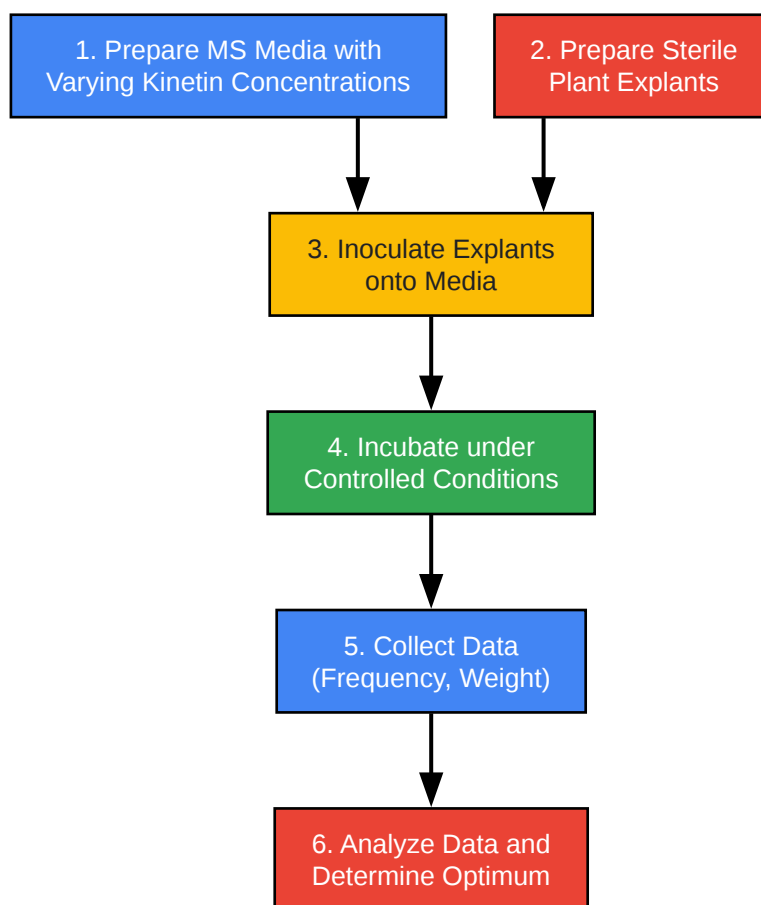 1. Prepare MS Media with
Varying Kinetin Concentrations
2. Prepare Sterile
Plant Explants
3. Inoculate Explants
onto Media
4. Incubate under
Controlled Conditions
5. Collect Data
(Frequency, Weight)
6. Analyze Data and
Determine Optimum